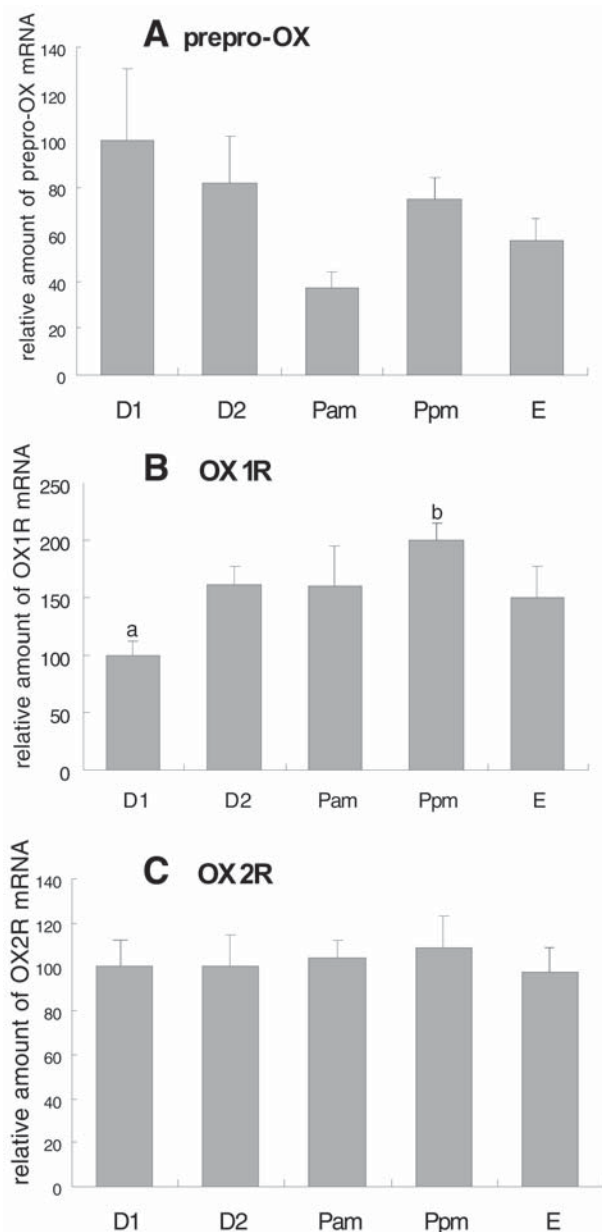 A prepro-OX
relative amount of prepro-OX mRNA
140
120
100
80
60
40
20
0
D1 D2 Pam Ppm E
B OX1R
relative amount of OX1R mRNA
250
200
150
100
50
0
a
b
D1 D2 Pam Ppm E
C OX2R
relative amount of OX2R mRNA
140
120
100
80
60
40
20
0
D1 D2 Pam Ppm E